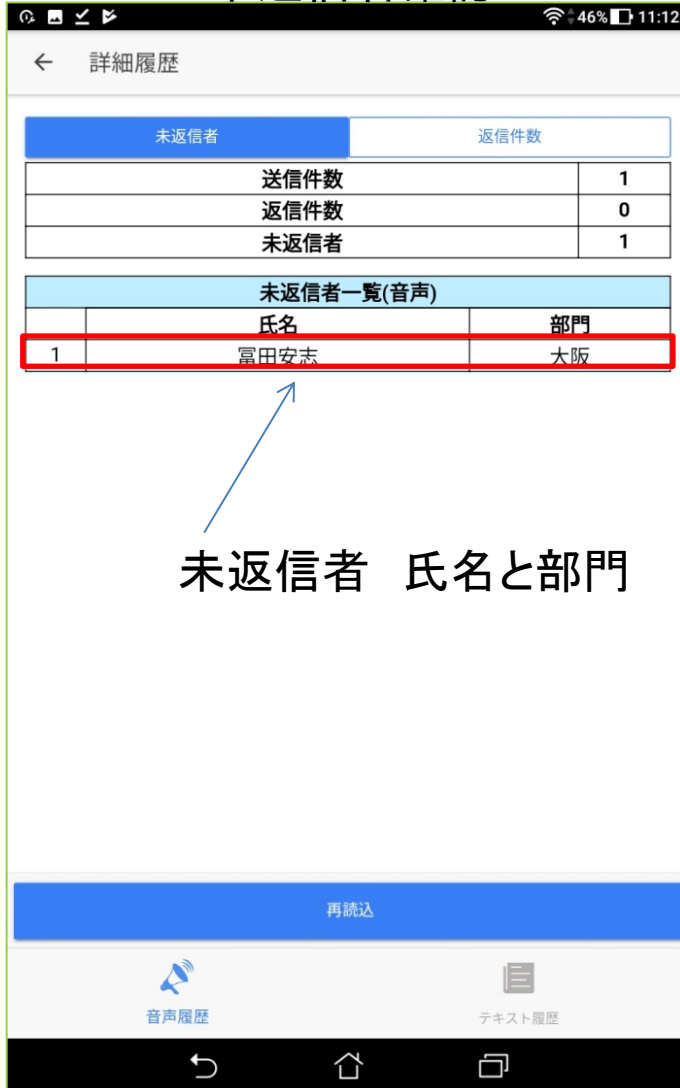 46% 11:12
詳細履歴
未返信者 返信件数
送信件数 1
返信件数 0
未返信者 1
未返信者一覧(音声)
氏名 部門
1 冨田安志 大阪
未返信者 氏名と部門
再読込
音声履歴 テキスト履歴